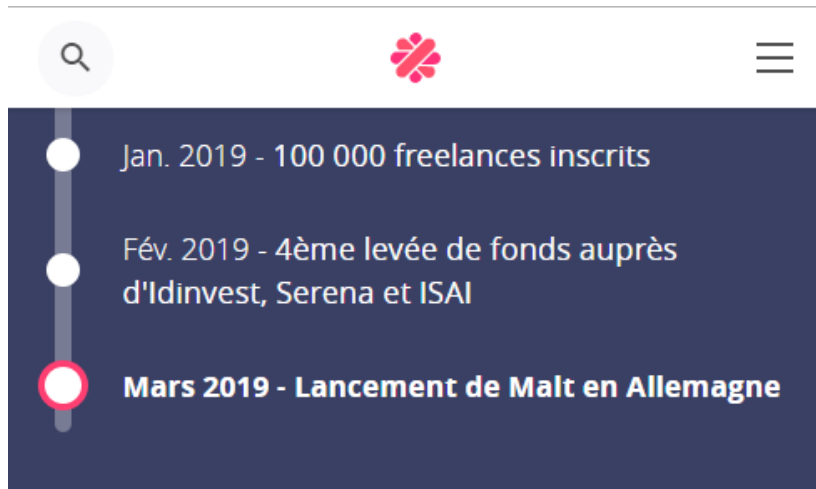 Jan. 2019 - 100 000 freelances inscrits
Fév. 2019 - 4ème levée de fonds auprès
d'Idinvest, Serena et ISAI
Mars 2019 - Lancement de Malt en Allemagne